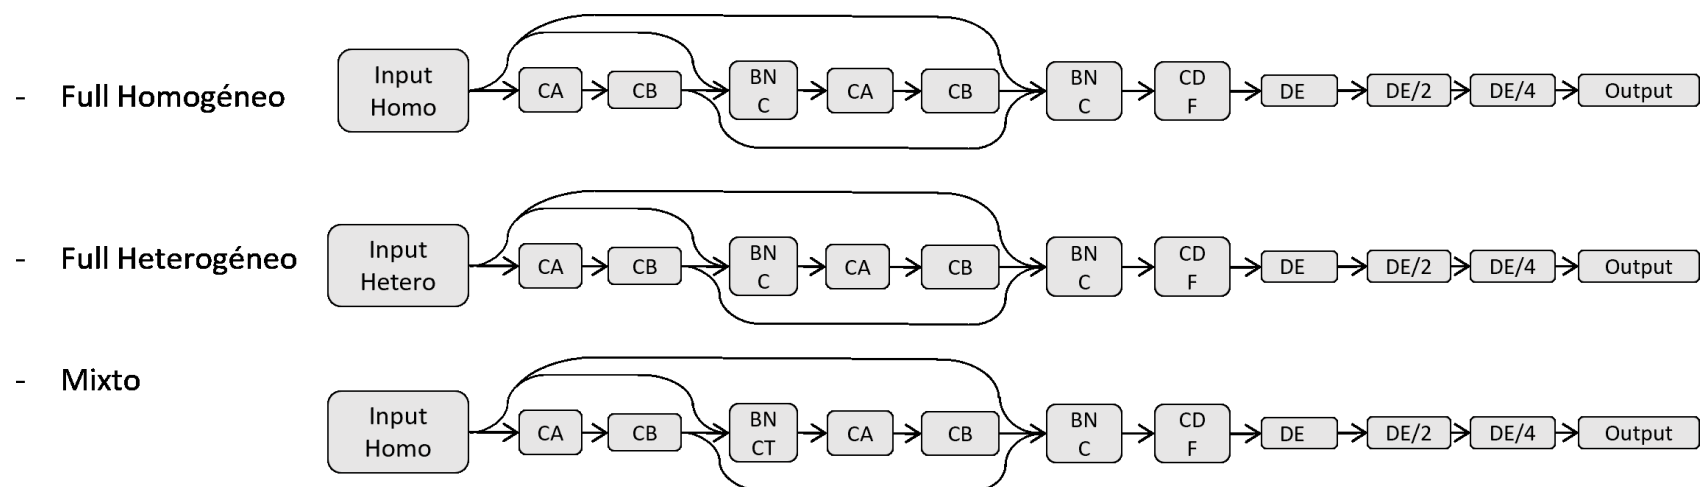 - Full Homogéneo
Input
Homo
CA
CB
BN
C
CA
CB
BN
C
CD
F
DE
DE/2
DE/4
Output
- Full Heterogéneo
Input
Hetero
CA
CB
BN
C
CA
CB
BN
C
CD
F
DE
DE/2
DE/4
Output
- Mixto
Input
Homo
CA
CB
BN
CT
CA
CB
BN
C
CD
F
DE
DE/2
DE/4
Output